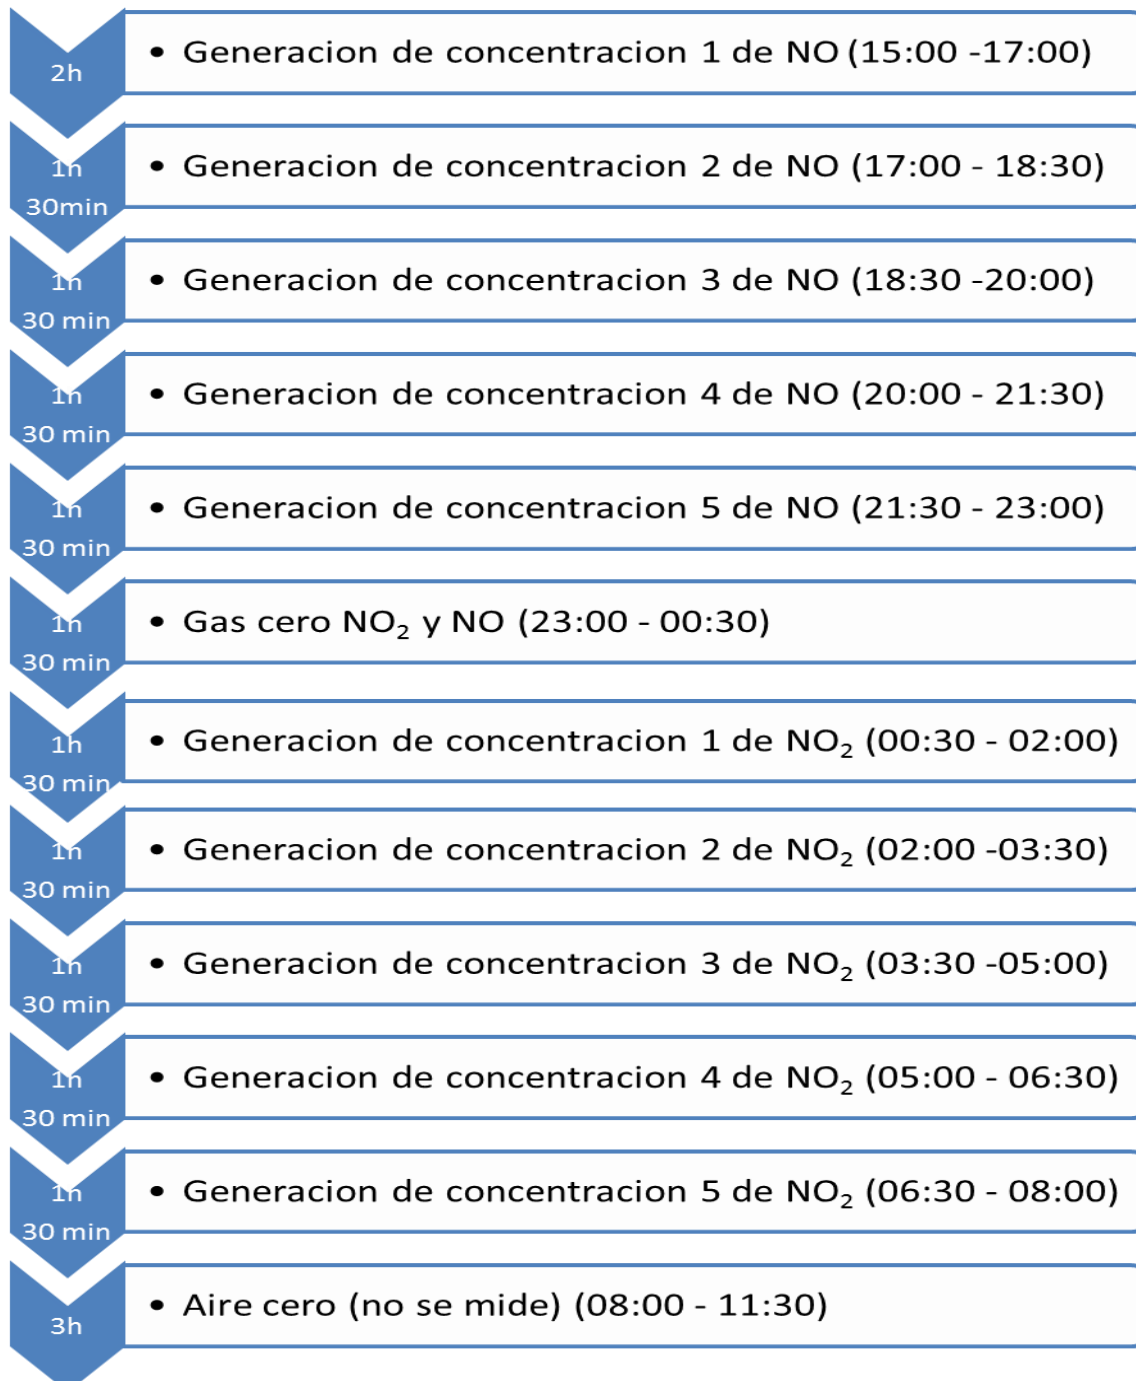 2h
• Generacion de concentracion 1 de NO (15:00 -17:00)
1h
30min
• Generacion de concentracion 2 de NO (17:00 - 18:30)
1h
30 min
• Generacion de concentracion 3 de NO (18:30 -20:00)
1h
30 min
• Generacion de concentracion 4 de NO (20:00 - 21:30)
1h
30 min
• Generacion de concentracion 5 de NO (21:30 - 23:00)
1h
30 min
• Gas cero NO₂ y NO (23:00 - 00:30)
1h
30 min
• Generacion de concentracion 1 de NO₂ (00:30 - 02:00)
1h
30 min
• Generacion de concentracion 2 de NO₂ (02:00 -03:30)
1h
30 min
• Generacion de concentracion 3 de NO₂ (03:30 -05:00)
1h
30 min
• Generacion de concentracion 4 de NO₂ (05:00 - 06:30)
1h
30 min
• Generacion de concentracion 5 de NO₂ (06:30 - 08:00)
3h
• Aire cero (no se mide) (08:00 - 11:30)